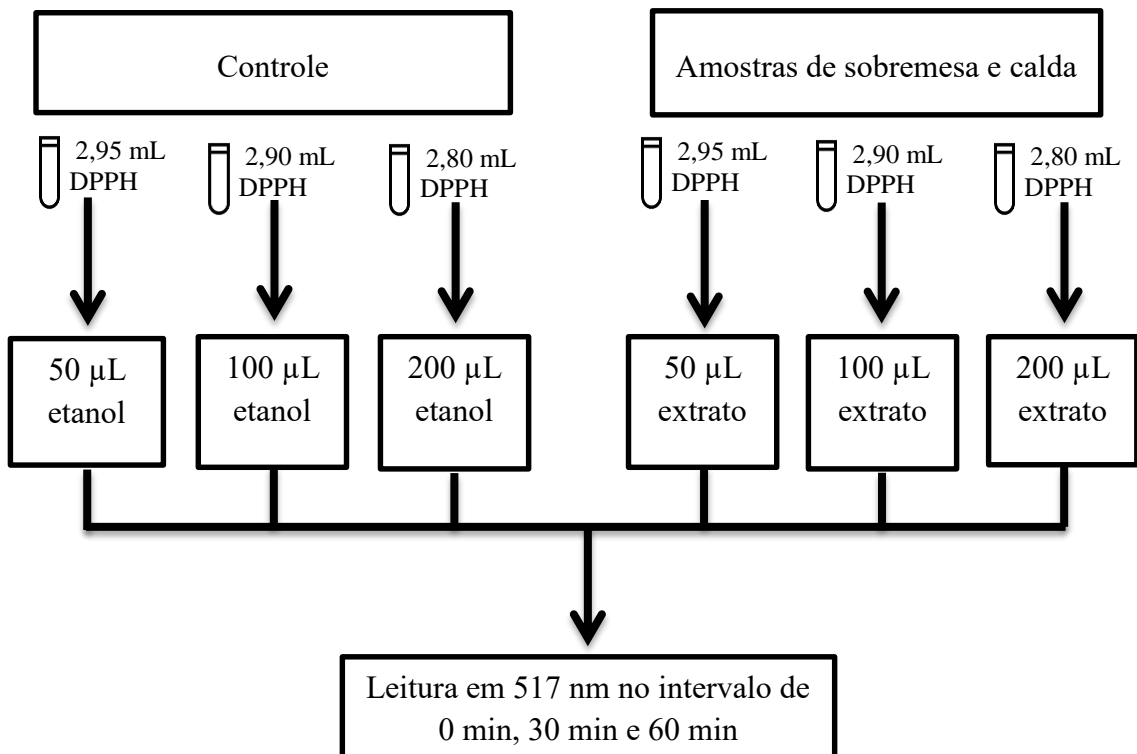 Controle
Amostras de sobremesa e calda
2,95 mL
DPPH
2,90 mL
DPPH
2,80 mL
DPPH
2,95 mL
DPPH
2,90 mL
DPPH
2,80 mL
DPPH
50 µL
etanol
100 µL
etanol
200 µL
etanol
50 µL
extrato
100 µL
extrato
200 µL
extrato
Leitura em 517 nm no intervalo de
0 min, 30 min e 60 min